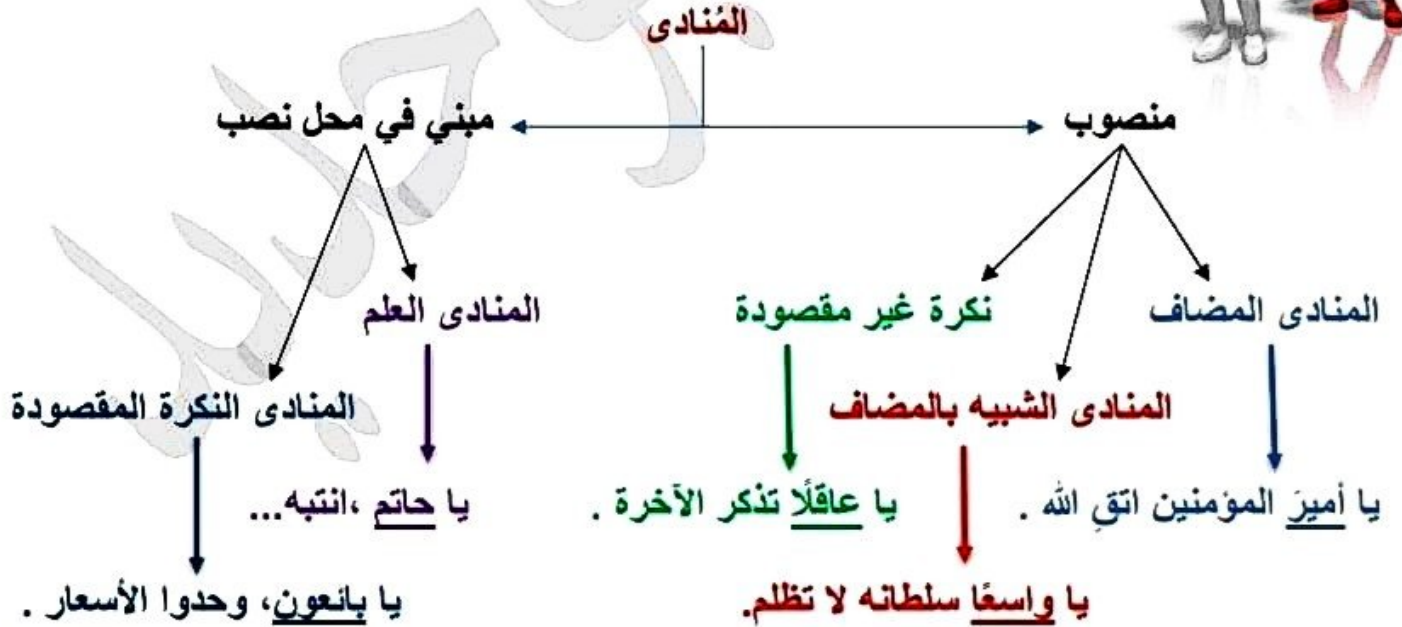 المُنادى
منصوب
مبني في محل نصب
المنادى المضاف
نكرة غير مقصودة
المنادى العلم
المنادى الشبيه بالمضاف
المنادى النكرة المقصودة
يا أميرَ المؤمنين اتقِ الله .
يا عاقلًا تذكر الآخرة .
يا حاتم ،انتبه...
يا واسعًا سلطانه لا تظلم.
يا بائعون، وحدوا الأسعار .